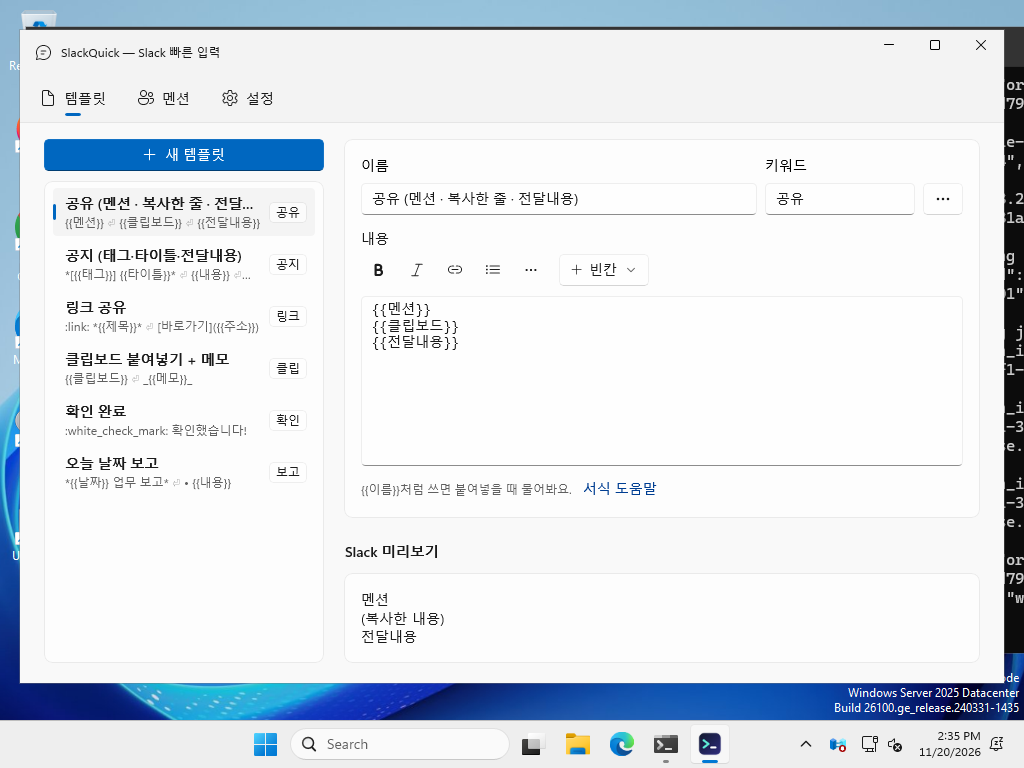 SlackQuick — Slack 빠른 입력
템플릿
멘션
설정
새 템플릿
공유 (멘션 · 복사한 줄 · 전달...
{{멘션}} ⏎ {{클립보드}} ⏎ {{전달내용}}
공유
공지 (태그·타이틀·전달내용)
*[{{태그}}] {{타이틀}}* ⏎ {{내용}} ⏎...
공지
링크 공유
:link: *{{제목}}* ⏎ [바로가기]({{주소}})
링크
클립보드 붙여넣기 + 메모
{{클립보드}} ⏎ _{{메모}}_
클립
확인 완료
:white_check_mark: 확인했습니다!
확인
오늘 날짜 보고
*{{날짜}} 업무 보고* ⏎ • {{내용}}
보고
이름
키워드
공유 (멘션 · 복사한 줄 · 전달내용)
공유
내용
B I
빈칸
{{멘션}}
{{클립보드}}
{{전달내용}}
{{이름}}처럼 쓰면 붙여넣을 때 물어봐요.
서식 도움말
Slack 미리보기
멘션
(복사한 내용)
전달내용
Windows Server 2025 Datacenter
Build 26100.ge_release.240331-1435
Search
2:35 PM
11/20/2026